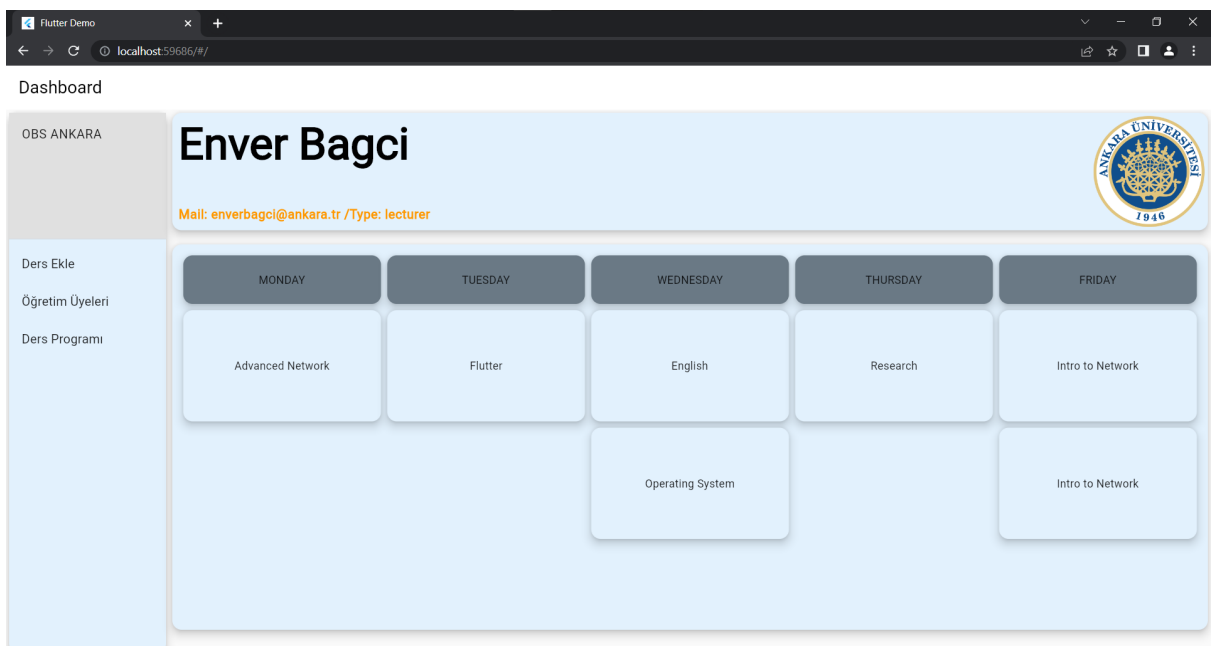 Flutter Demo
localhost:59686/#/
Dashboard
OBS ANKARA
Enver Bagci
Mail: enverbagci@ankara.tr /Type: lecturer
ANKARA ÜNİVERSİTESİ
1946
Ders Ekle
Öğretim Üyeleri
Ders Programı
MONDAY TUESDAY WEDNESDAY THURSDAY FRIDAY
Advanced Network Flutter English Research Intro to Network
Operating System Intro to Network